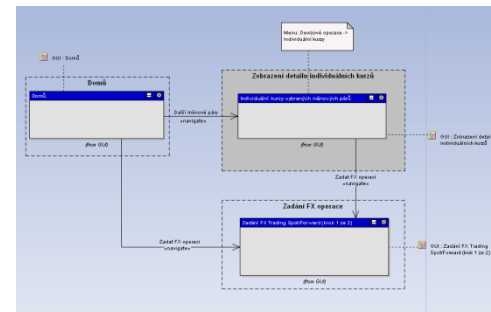 Menu: Devizové operace ->
Individuální kurzy
GUI : Domů
Domů
Zobrazení detailu individuálních kurzů
Domů
Individuální kurzy vybraných měnových párů
Další měnové páry
«navigate»
(from GUI)
(from GUI)
GUI : Zobrazení detailu
individuálních kurzů
Zadat FX operaci
«navigate»
Zadání FX operace
Zadání FX Trading Spot/Forward (krok 1 ze 2)
Zadat FX operaci
«navigate»
GUI : Zadání FX Trading
Spot/Forward (krok 1 ze 2)
(from GUI)